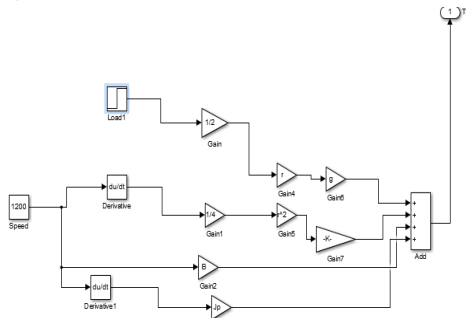 1
T
Load1
1/2
Gain
r
Gain4
g
Gain6
1200
Speed
du/dt
Derivative
1/4
Gain1
r^2
Gain5
-K-
Gain7
+
+
+
+
Add
B
Gain2
du/dt
Derivative1
Jp